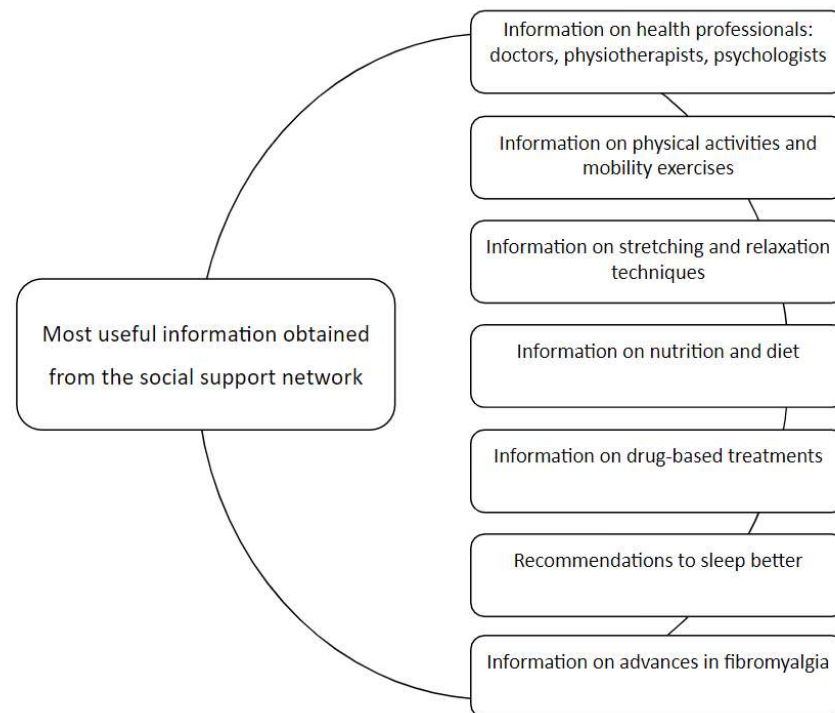 Information on health professionals:
doctors, physiotherapists, psychologists
Information on physical activities and
mobility exercises
Information on stretching and relaxation
techniques
Most useful information obtained
from the social support network
Information on nutrition and diet
Information on drug-based treatments
Recommendations to sleep better
Information on advances in fibromyalgia